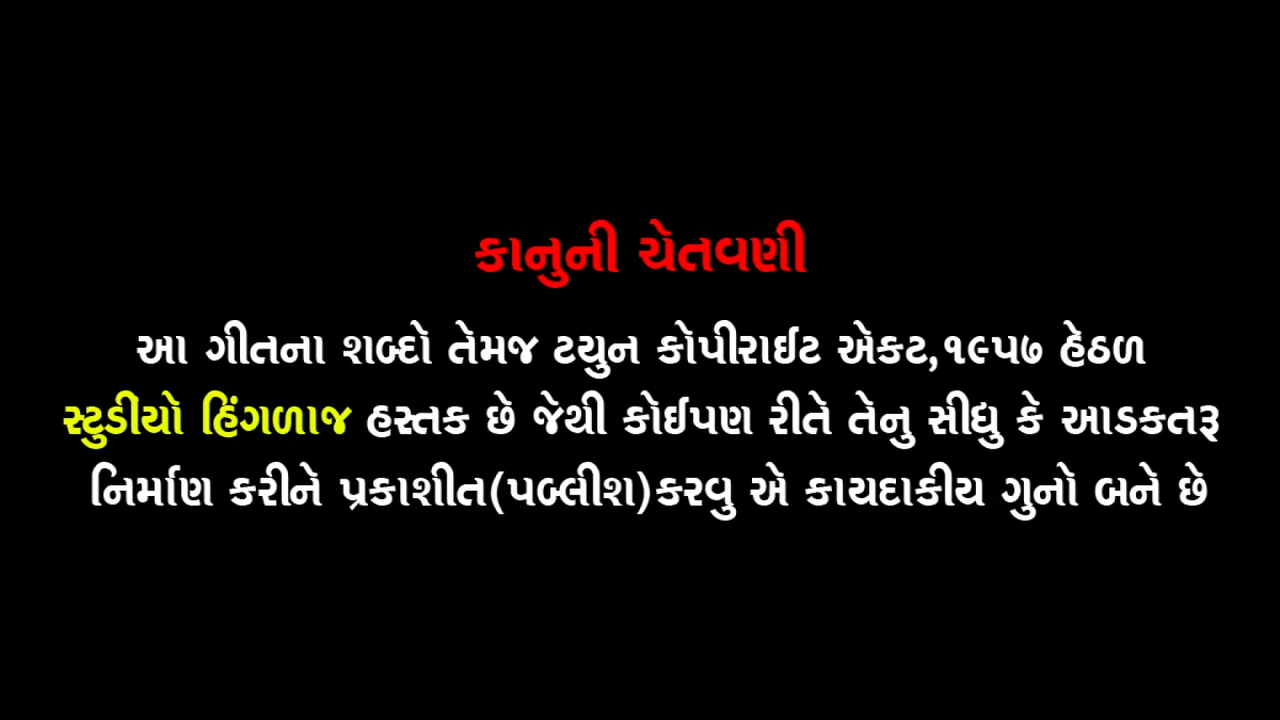 કાનુની ચેતવણી
આ ગીતના શબ્દો તેમજ ટયુન કોપીરાઈટ એકટ,૧૯૫૭ હેઠળ
સ્ટુડીયો હિંગળાજ હસ્તક છે જેથી કોઈપણ રીતે તેનુ સીધુ કે આડકતરૂ
નિર્માણ કરીને પ્રકાશીત(પબ્લીશ)કરવુ એ કાયદાકીય ગુનો બને છે